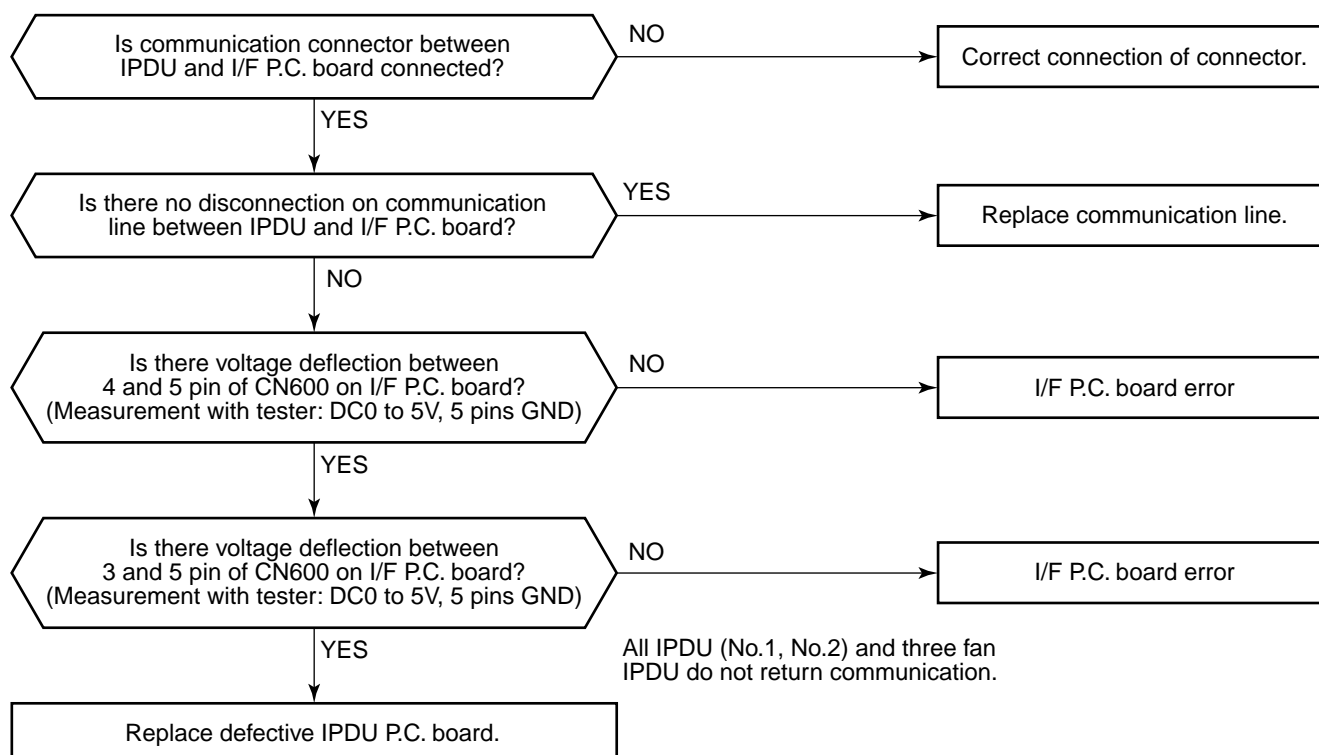 Is communication connector between
IPDU and I/F P.C. board connected?
NO
Correct connection of connector.
YES
Is there no disconnection on communication
line between IPDU and I/F P.C. board?
YES
Replace communication line.
NO
Is there voltage deflection between
4 and 5 pin of CN600 on I/F P.C. board?
(Measurement with tester: DC0 to 5V, 5 pins GND)
NO
I/F P.C. board error
YES
Is there voltage deflection between
3 and 5 pin of CN600 on I/F P.C. board?
(Measurement with tester: DC0 to 5V, 5 pins GND)
NO
I/F P.C. board error
YES
All IPDU (No.1, No.2) and three fan
IPDU do not return communication.
Replace defective IPDU P.C. board.